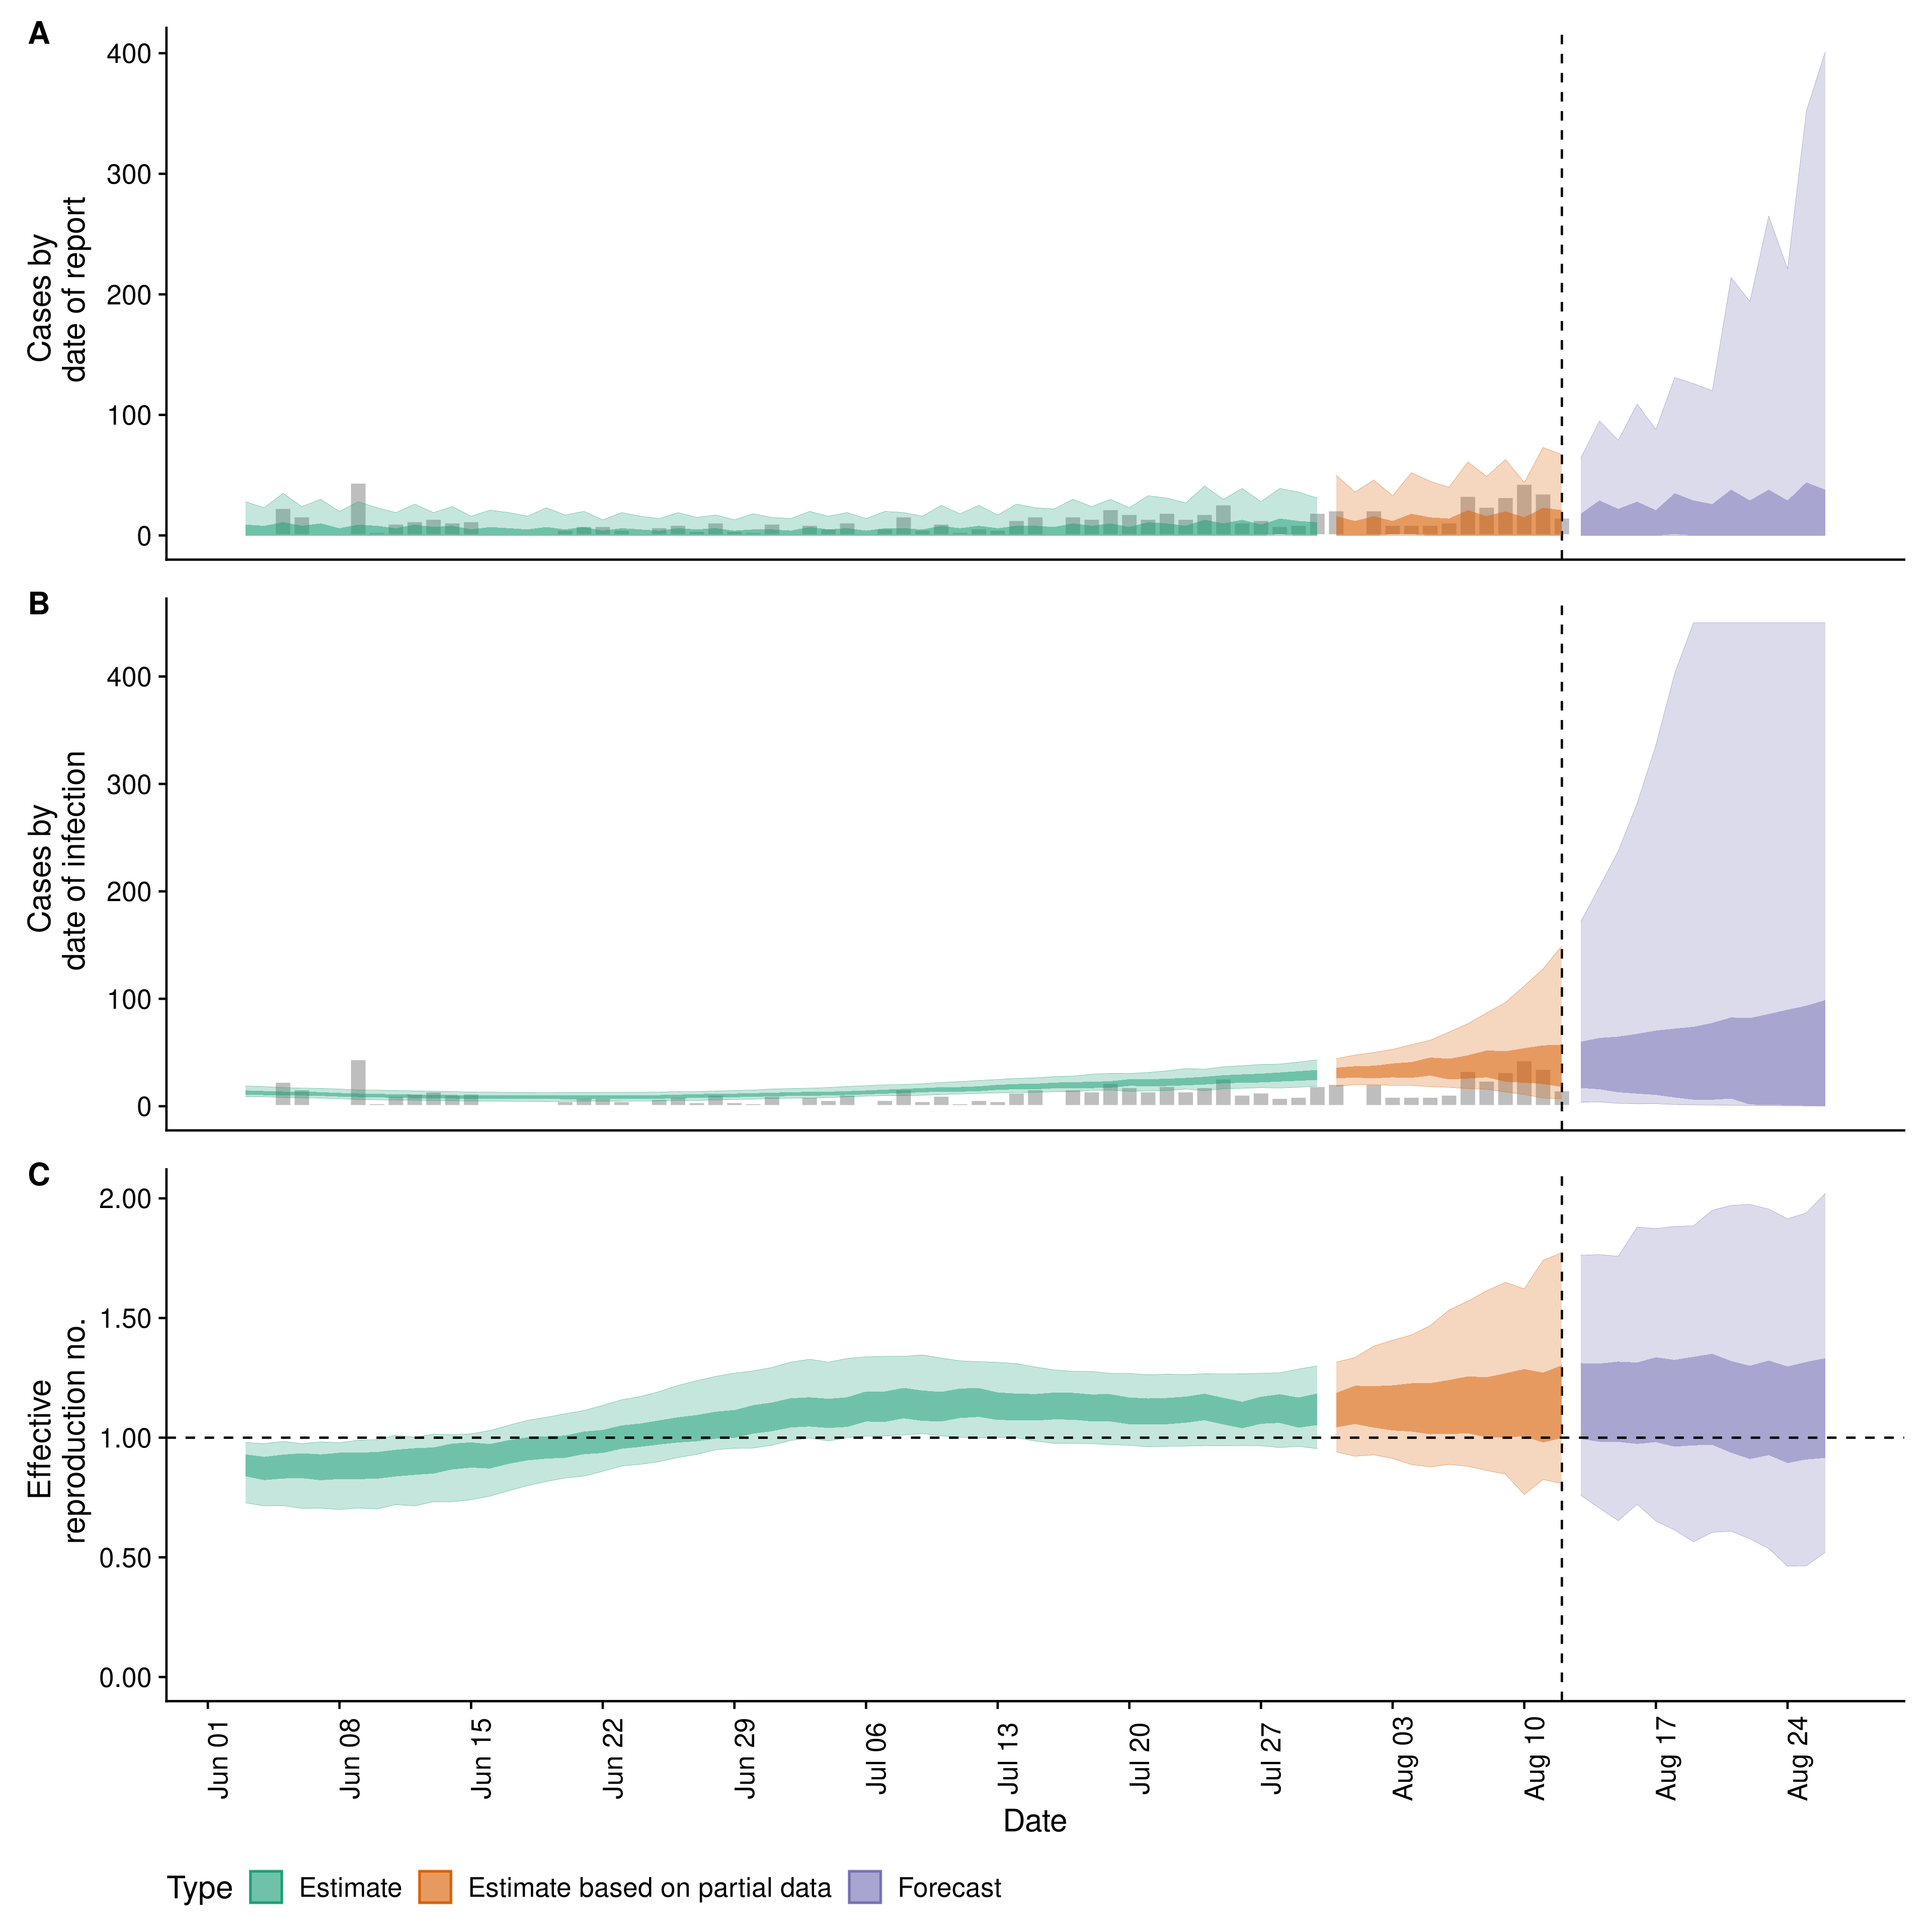 A
400
300
200
100
0
Cases by
date of report
B
400
300
200
100
0
Cases by
date of infection
C
2.00
1.50
1.00
0.50
0.00
Effective
reproduction no.
Jun 01
Jun 08
Jun 15
Jun 22
Jun 29
Jul 06
Jul 13
Jul 20
Jul 27
Aug 03
Aug 10
Aug 17
Aug 24
Date
Type Estimate Estimate based on partial data Forecast